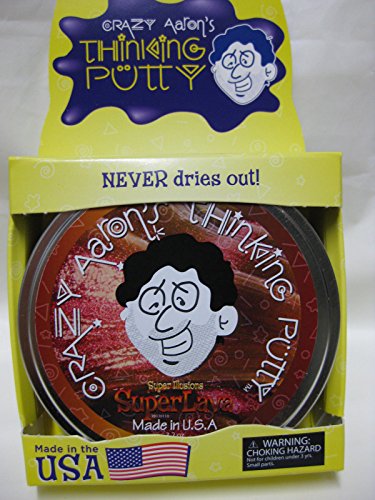 CRAZY AARON'S
THINKING
PUTTY
NEVER dries out!
CRAZY AARON'S THINKING PUTTY™
Super Illusions
SuperLava
Made in U.S.A
Made in the
USA
WARNING:
CHOKING HAZARD
Not for children under 3 yrs.
Small parts.